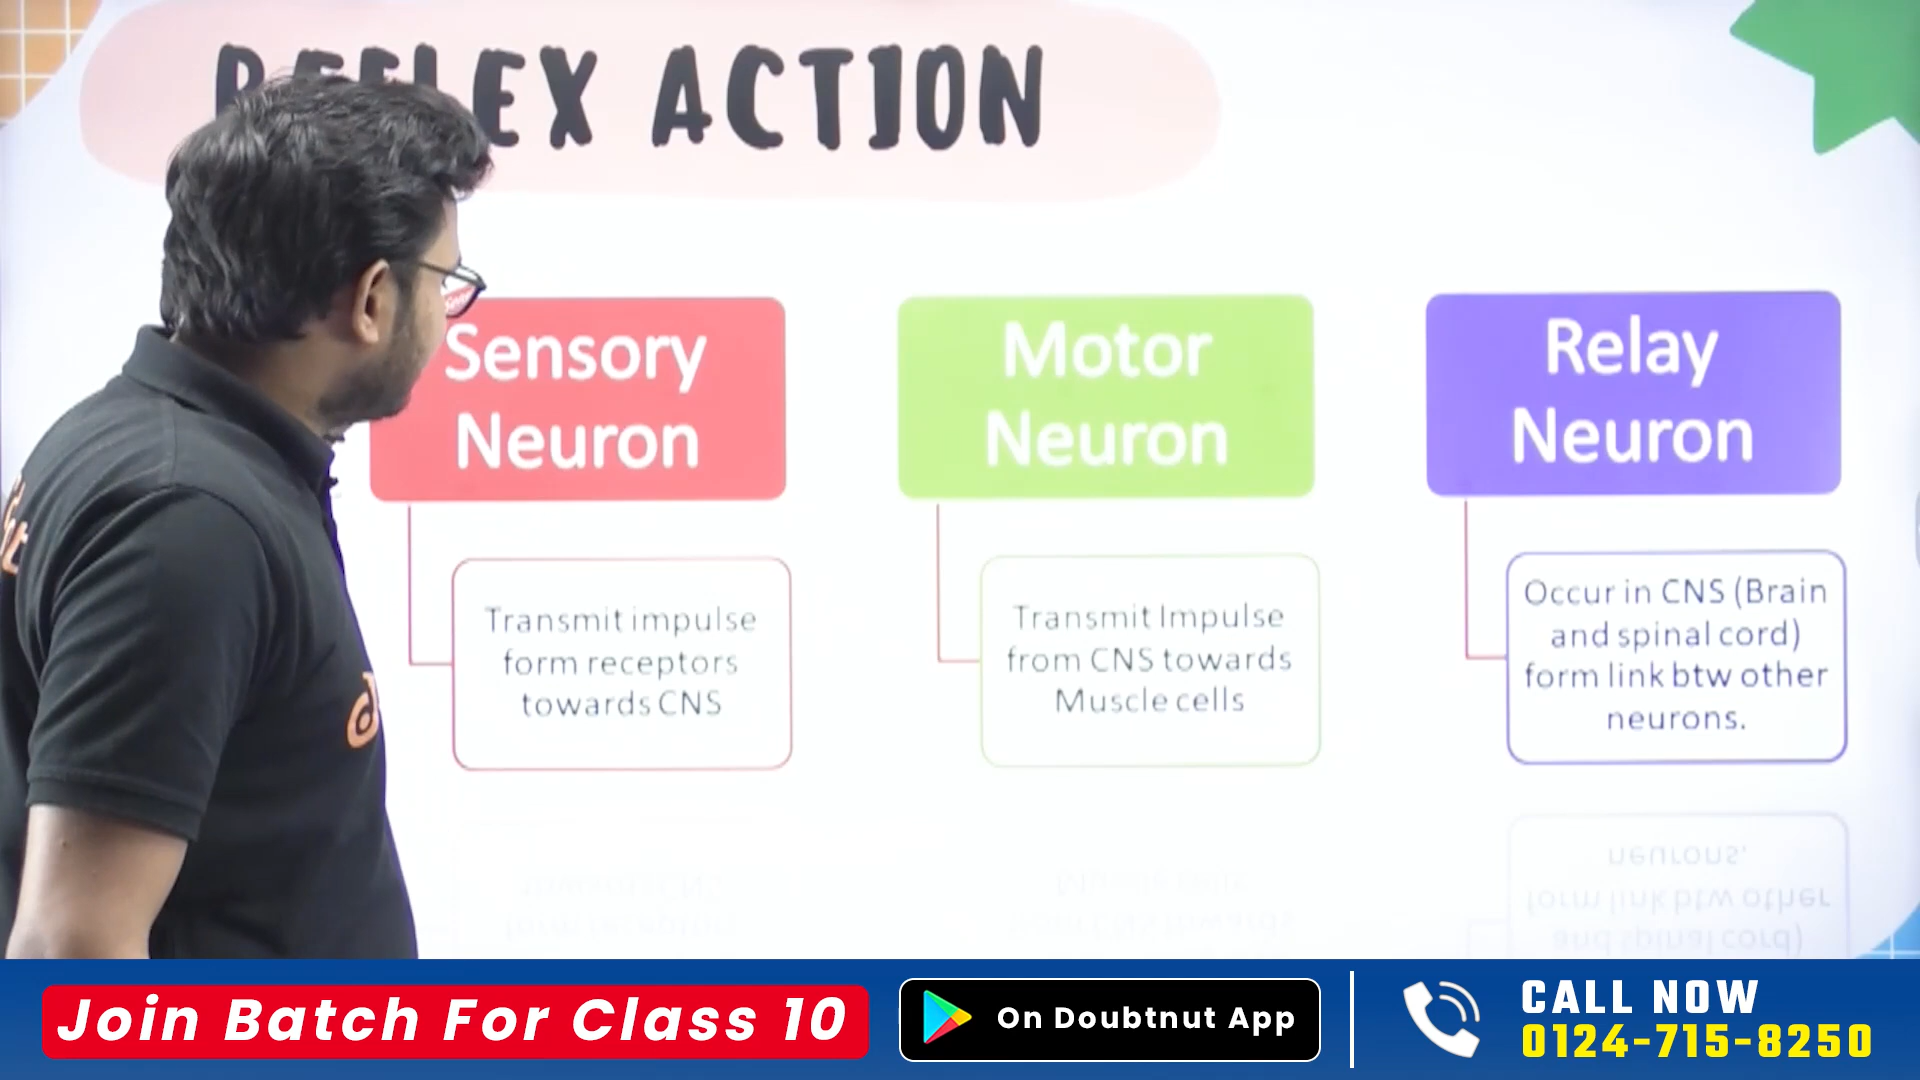 REFLEX ACTION
Sensory
Neuron
Motor
Neuron
Relay
Neuron
Transmit impulse
form receptors
towards CNS
Transmit Impulse
from CNS towards
Muscle cells
Occur in CNS (Brain
and spinal cord)
form link btw other
neurons.
Join Batch For Class 10
On Doubtnut App
CALL NOW
0124-715-8250